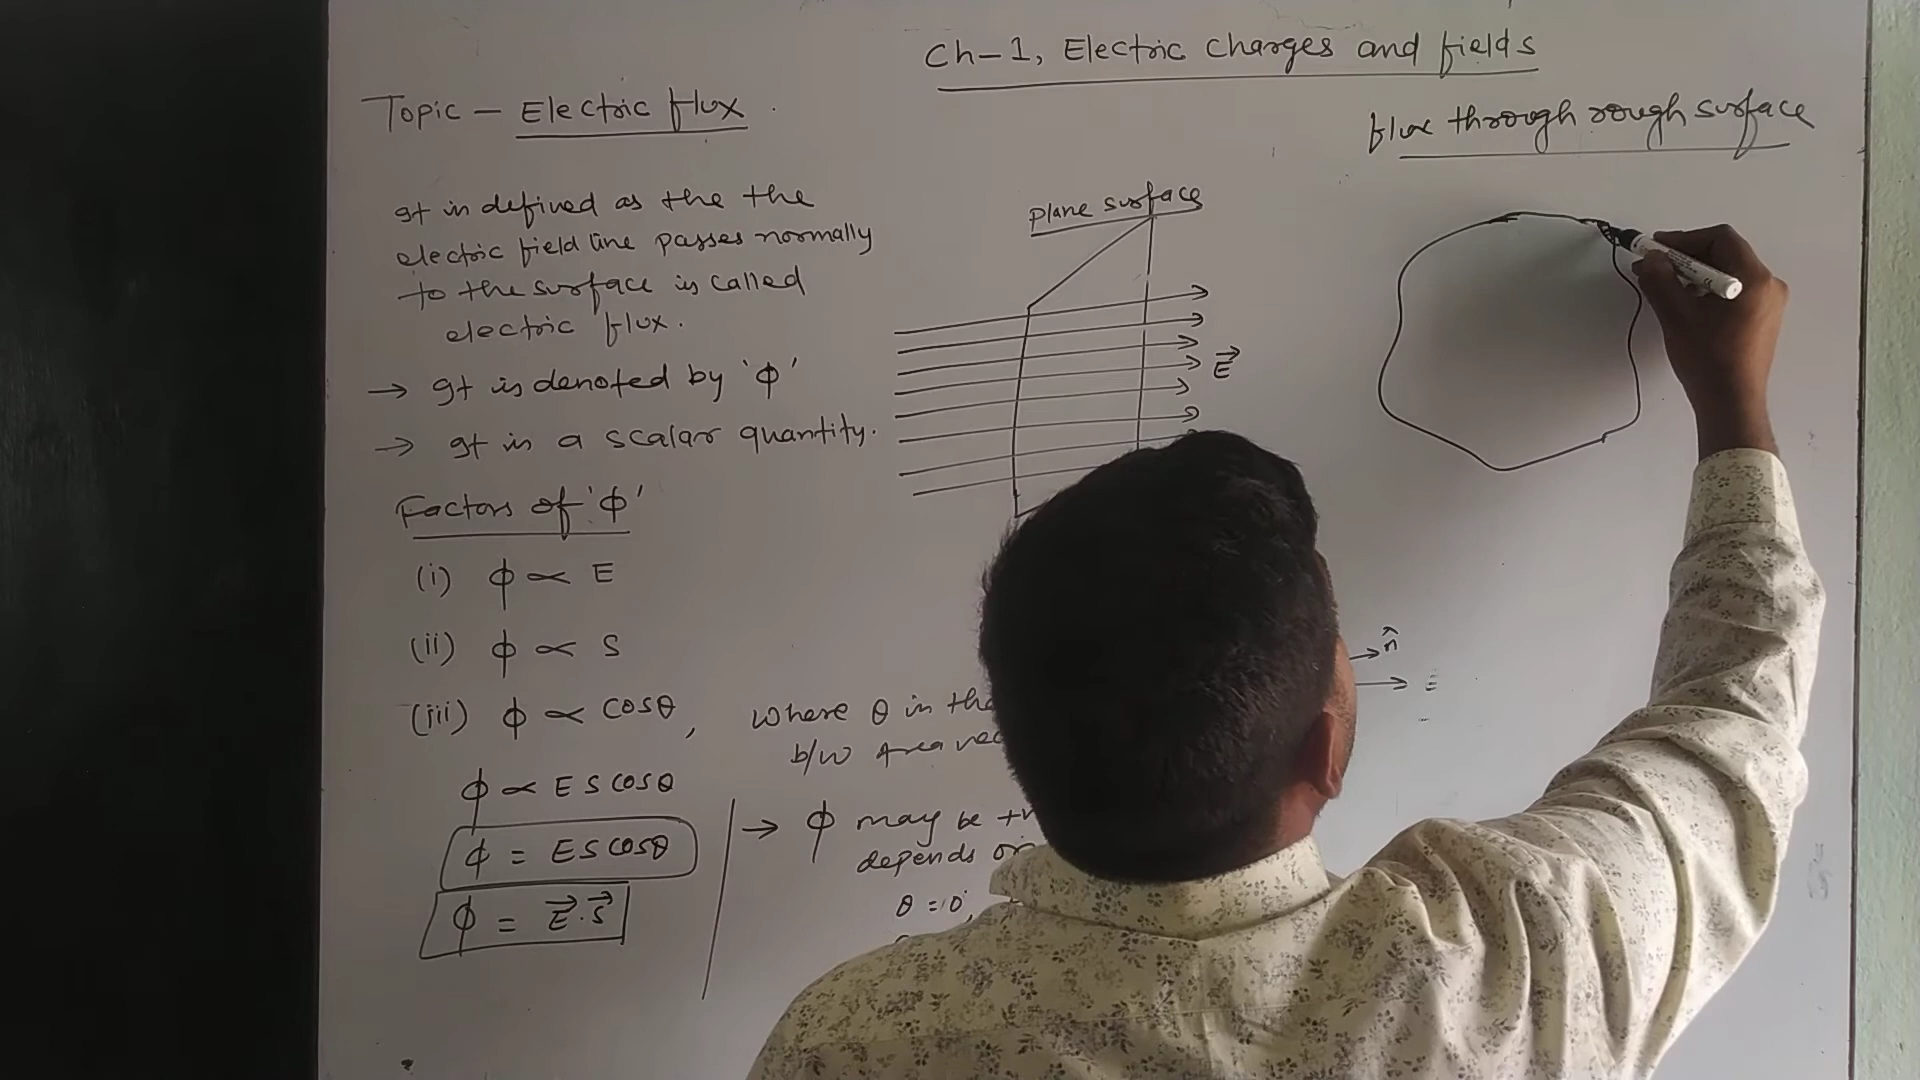 Ch-1, Electric charges and fields
Topic - Electric flux.
flux through rough surface
It is defined as the the
electric field line passes normally
to the surface is called
electric flux.
→ It is denoted by 'ϕ'
→ It is a scalar quantity.
Factors of 'ϕ'
(i) ϕ ∝ E
(ii) ϕ ∝ S
(iii) ϕ ∝ cosθ, where θ is the
b/w Area
ϕ ∝ E S cosθ
ϕ = E S cosθ
ϕ = E⃗.S⃗
plane surface
E⃗
n̂
E
→ ϕ may be
depends on
θ = 0°,